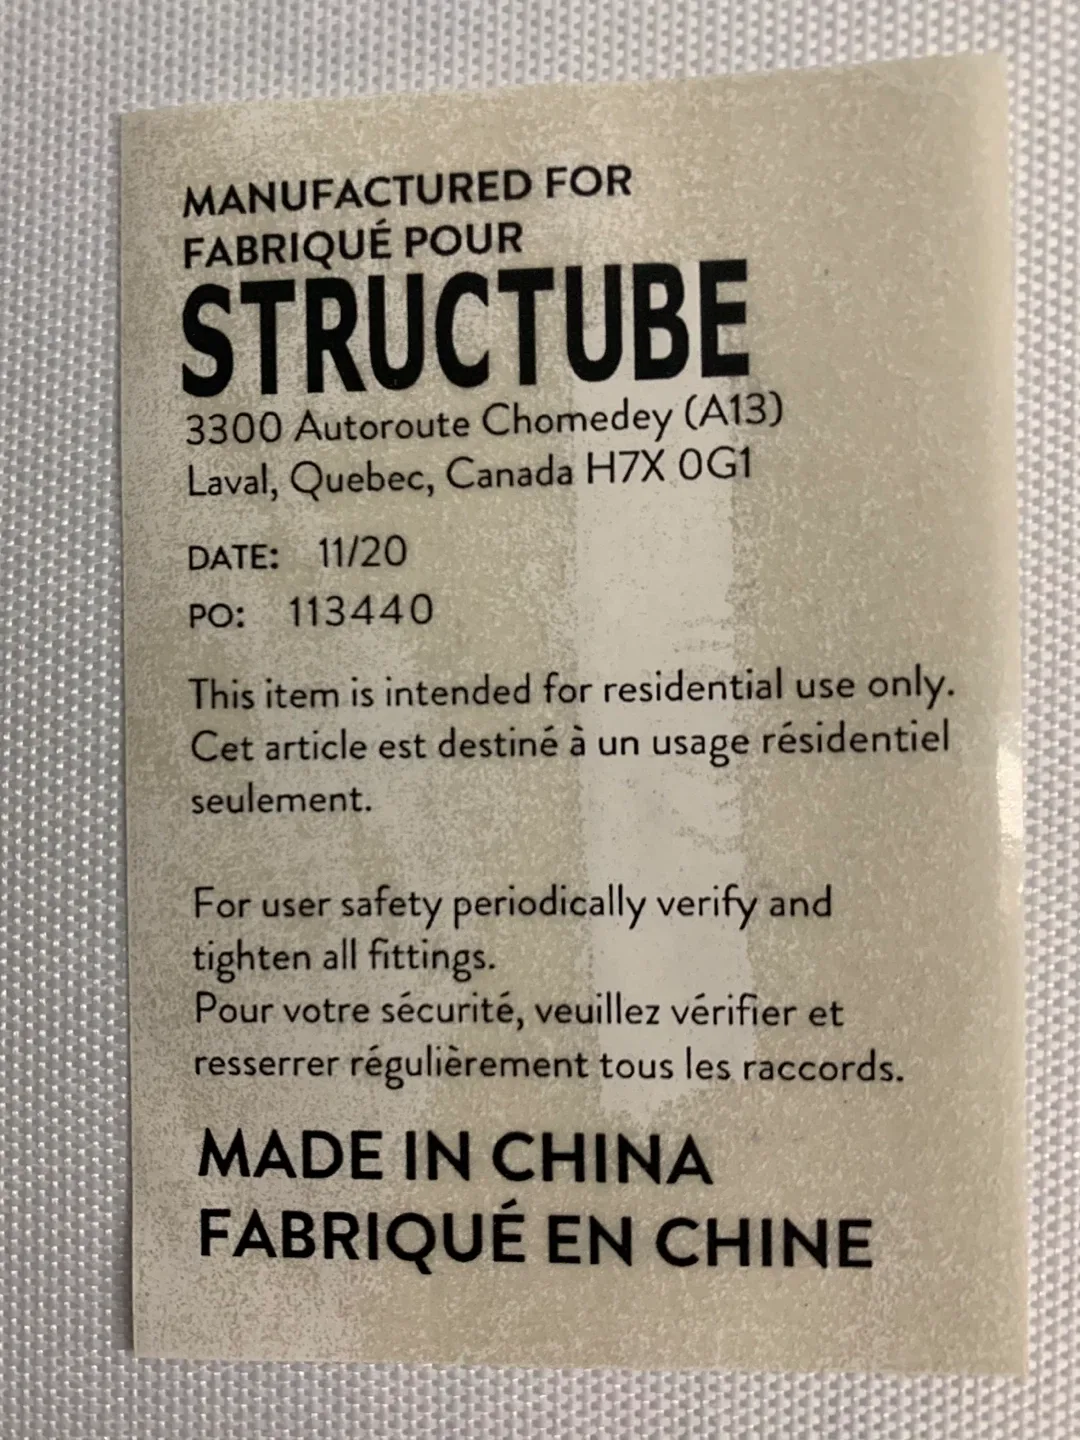 MANUFACTURED FOR
FABRIQUÉ POUR
STRUCTUBE
3300 Autoroute Chomedey (A13)
Laval, Quebec, Canada H7X 0G1
DATE: 11/20
PO: 113440
This item is intended for residential use only.
Cet article est destiné à un usage résidentiel
seulement.
For user safety periodically verify and
tighten all fittings.
Pour votre sécurité, veuillez vérifier et
resserrer régulièrement tous les raccords.
MADE IN CHINA
FABRIQUÉ EN CHINE